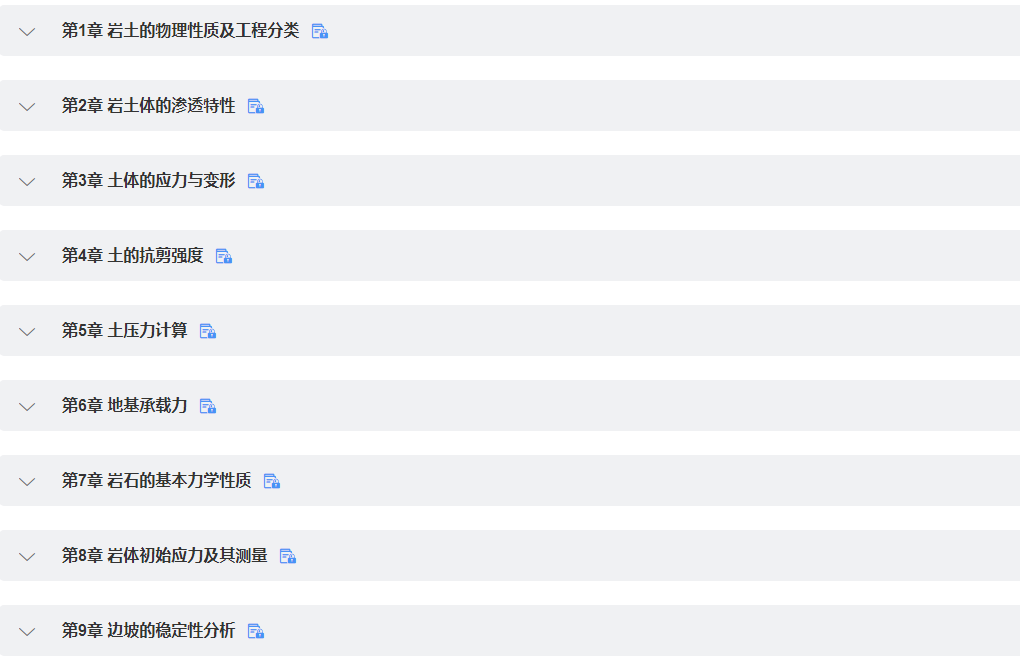 第1章 岩土的物理性质及工程分类
第2章 岩土体的渗透特性
第3章 土体的应力与变形
第4章 土的抗剪强度
第5章 土压力计算
第6章 地基承载力
第7章 岩石的基本力学性质
第8章 岩体初始应力及其测量
第9章 边坡的稳定性分析